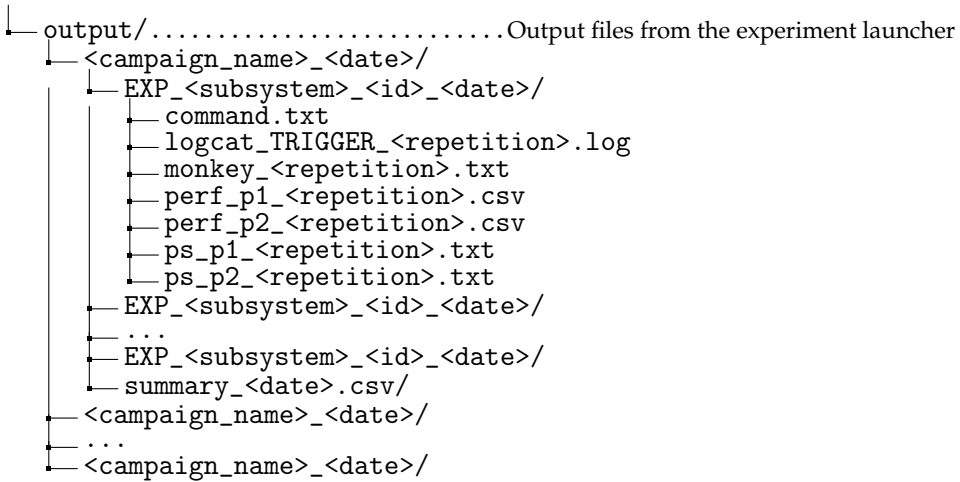 output/...........................Output files from the experiment launcher
<campaign_name>_<date>/
EXP_<subsystem>_<id>_<date>/
command.txt
logcat_TRIGGER_<repetition>.log
monkey_<repetition>.txt
perf_p1_<repetition>.csv
perf_p2_<repetition>.csv
ps_p1_<repetition>.txt
ps_p2_<repetition>.txt
EXP_<subsystem>_<id>_<date>/
...
EXP_<subsystem>_<id>_<date>/
summary_<date>.csv/
<campaign_name>_<date>/
...
<campaign_name>_<date>/